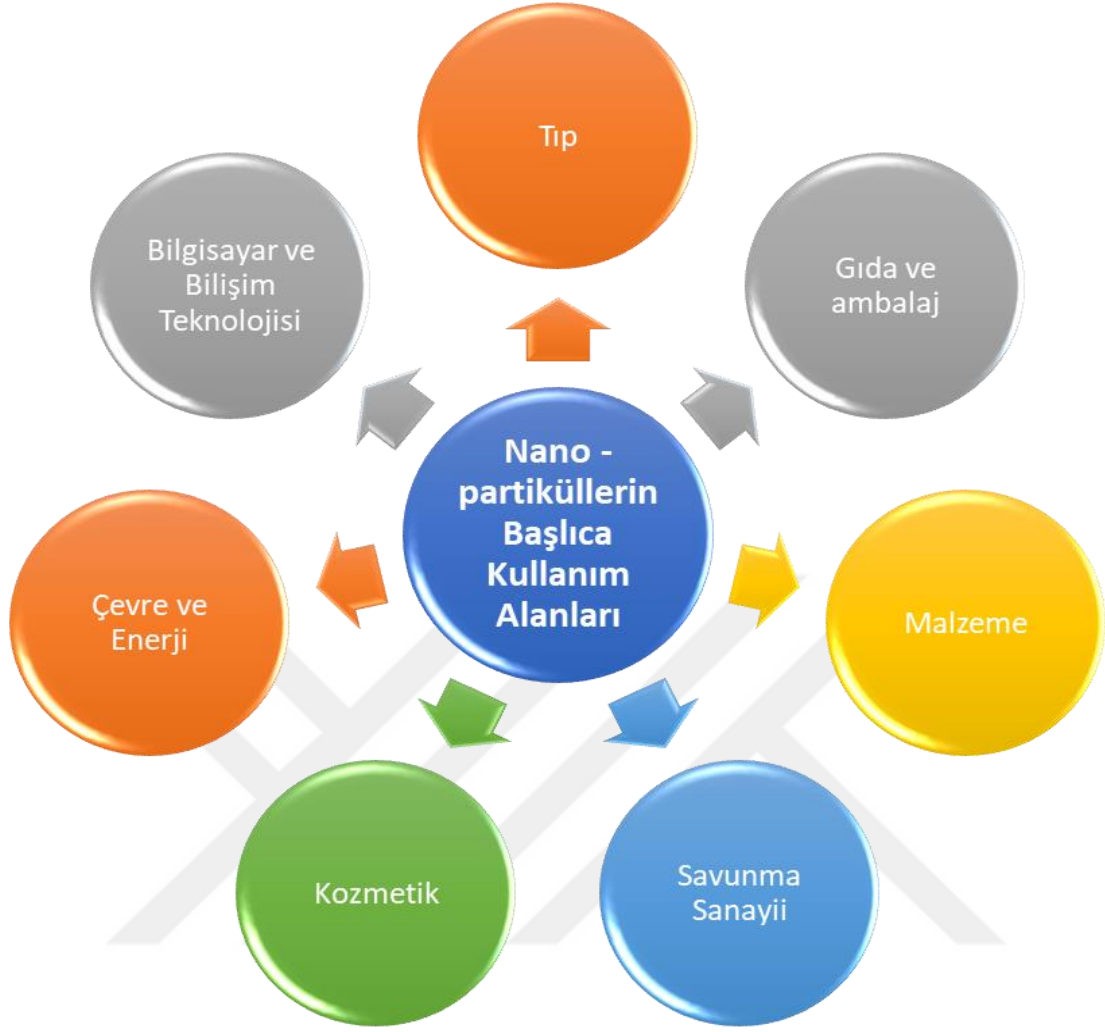 Tıp
Bilgisayar ve
Bilişim
Teknolojisi
Gıda ve
ambalaj
Nano -
partiküllerin
Başlıca
Kullanım
Alanları
Çevre ve
Enerji
Malzeme
Kozmetik
Savunma
Sanayii